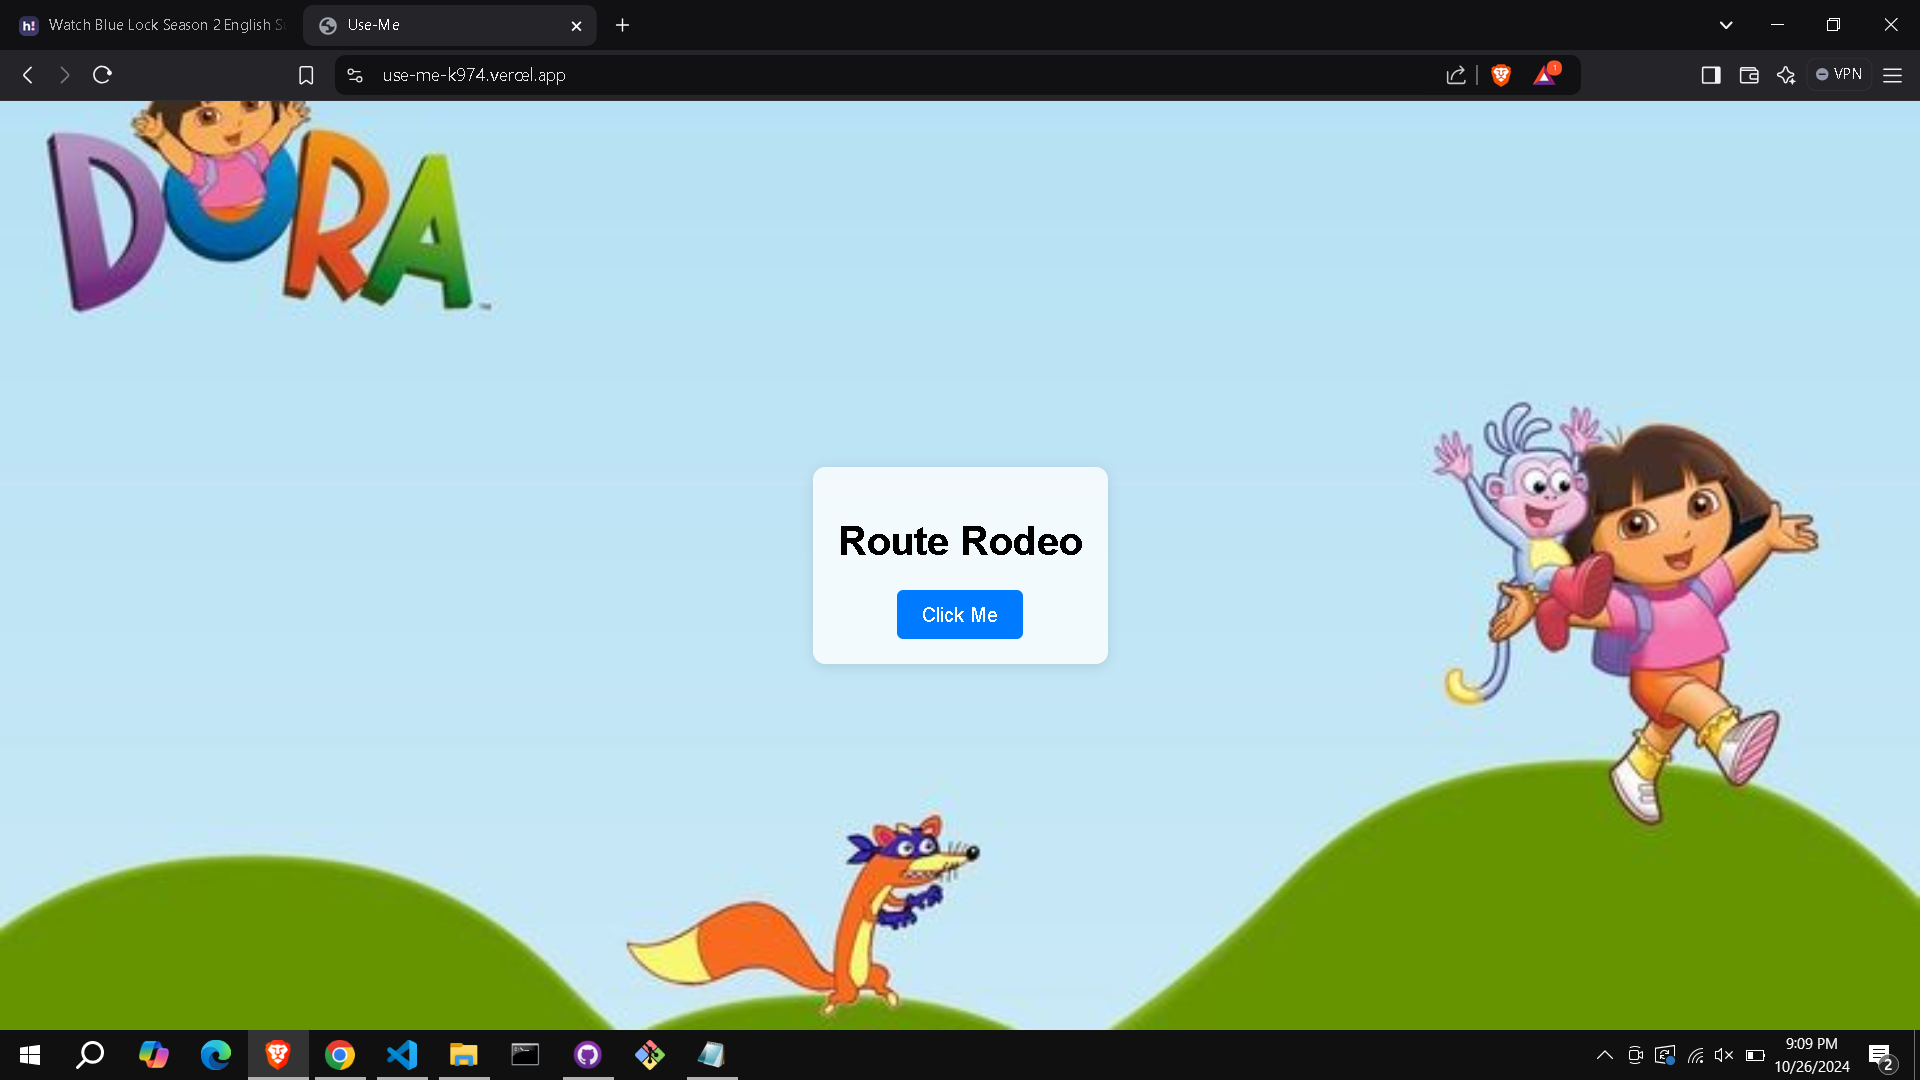 Watch Blue Lock Season 2 English S
Use-Me
use-me-k974.vercel.app
1
VPN
DORA
TM
Route Rodeo
Click Me
9:09 PM
10/26/2024
2